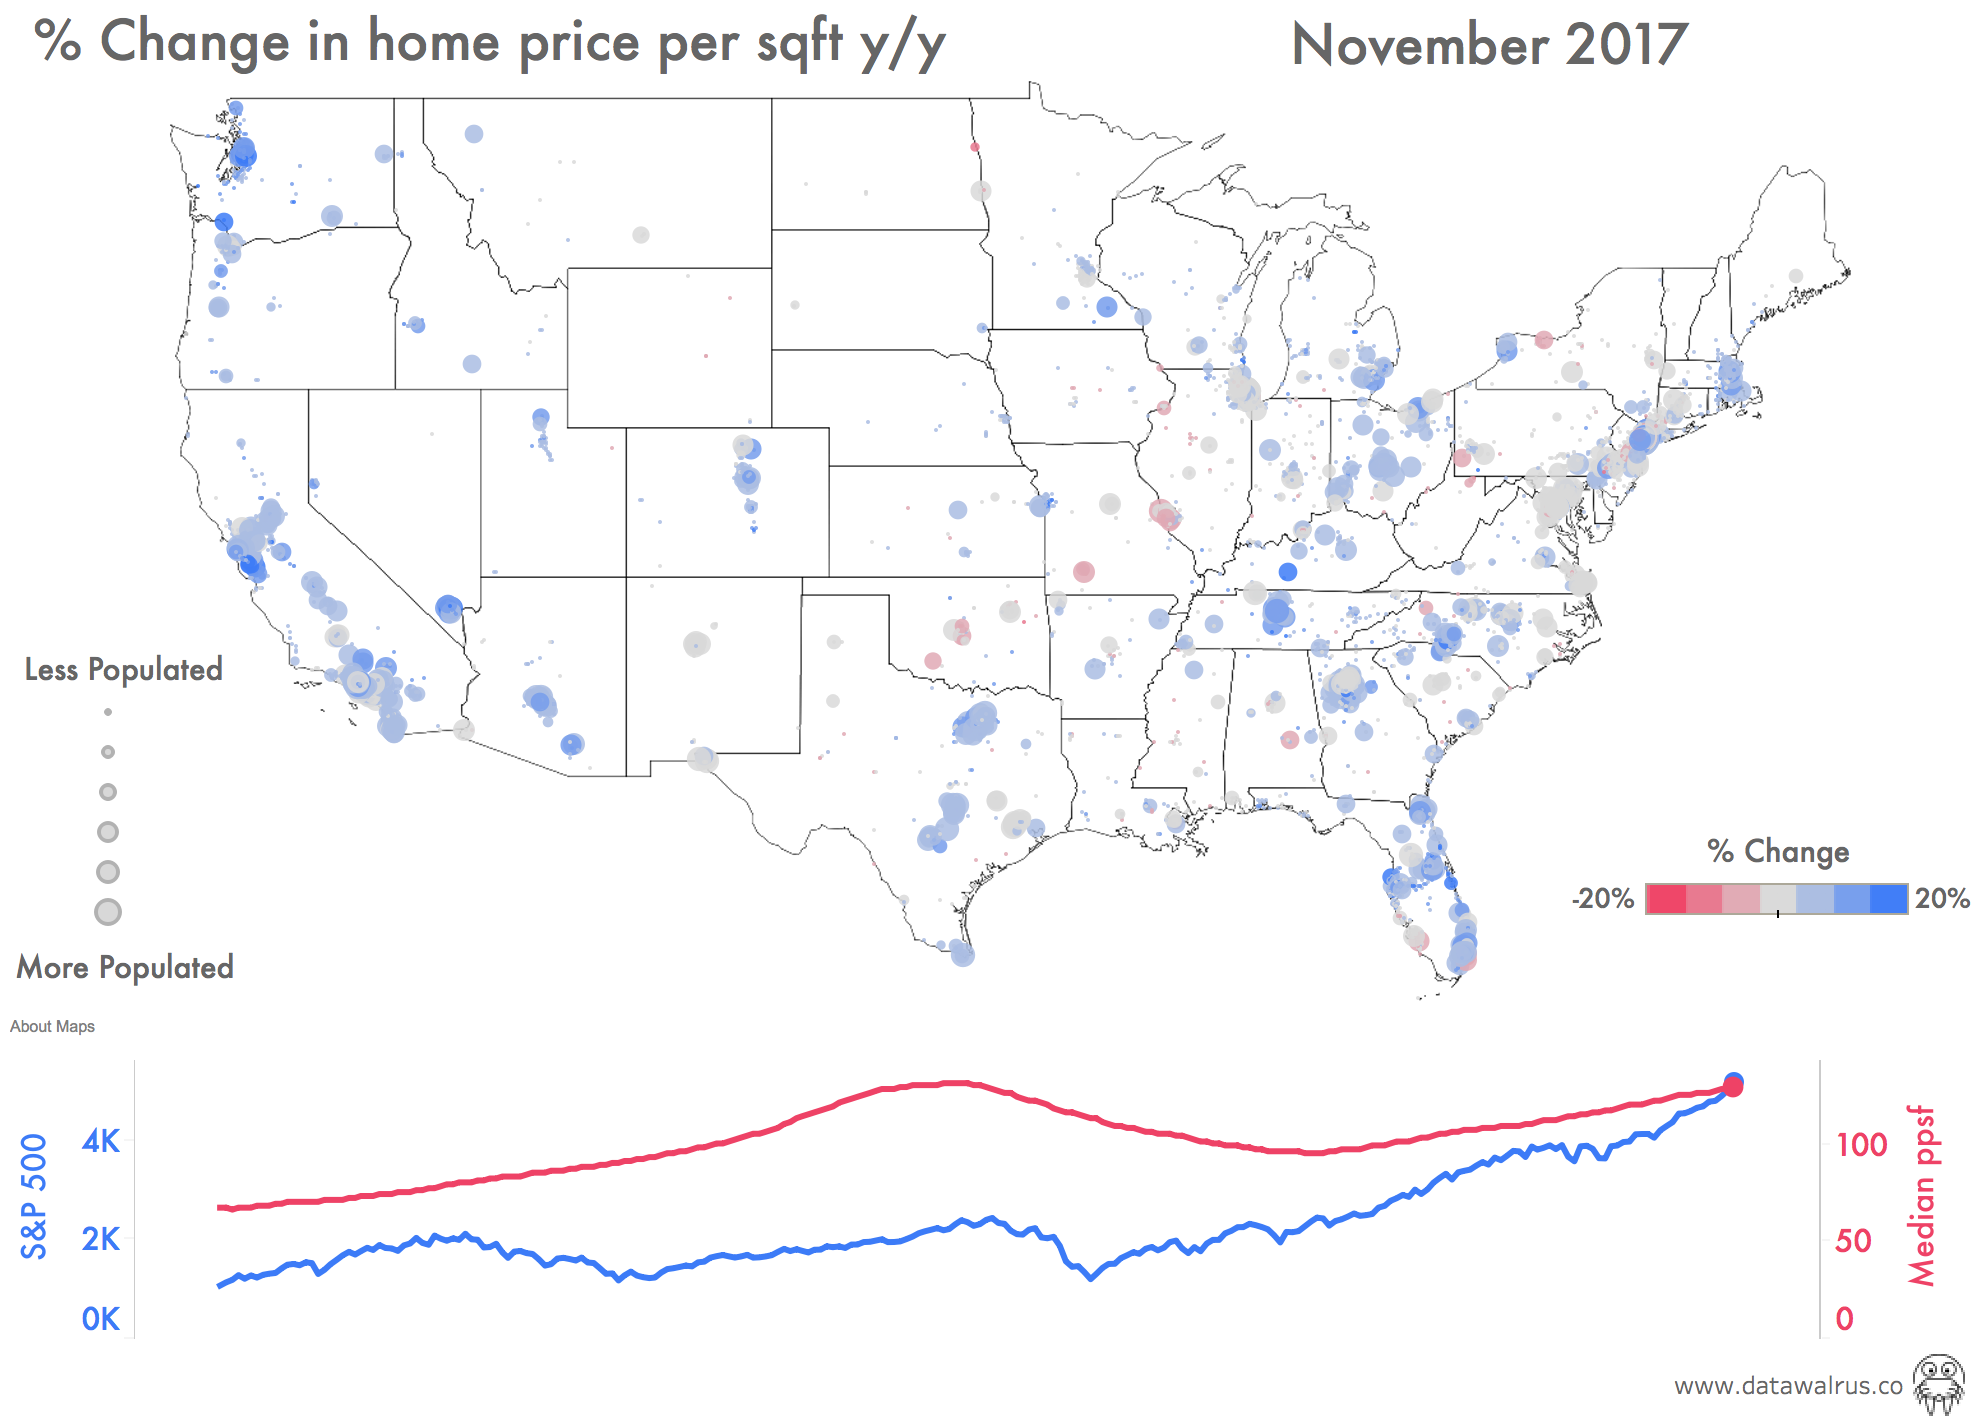 % Change in home price per sqft y/y
November 2017
Less Populated
More Populated
% Change
-20%
20%
About Maps
S&P 500
4K
2K
0K
100
50
0
Median ppsf
www.datawalrus.co